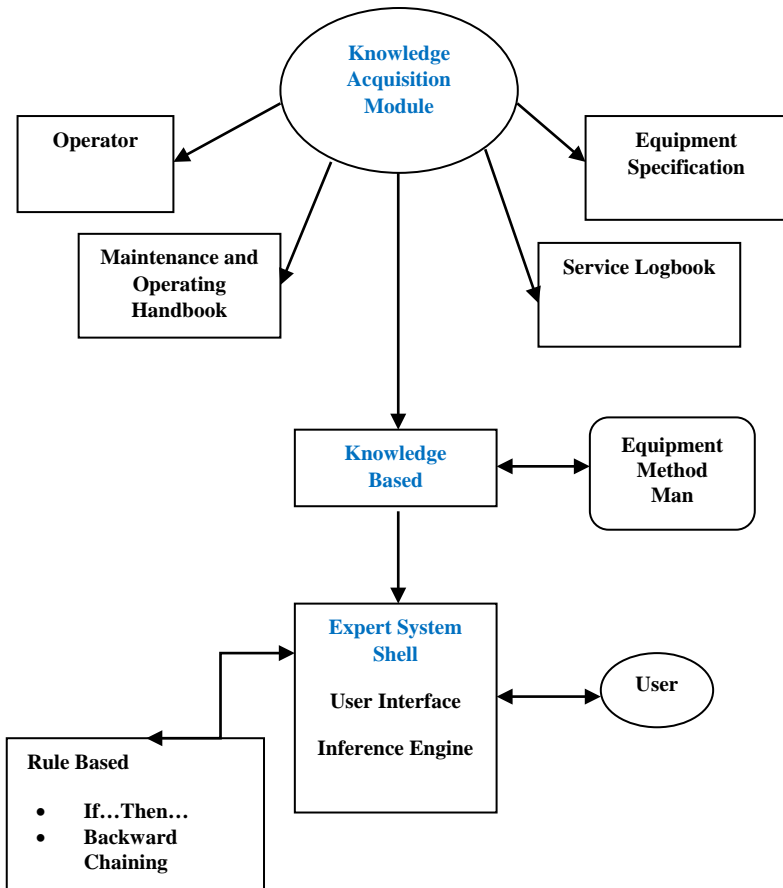 Knowledge
Acquisition
Module
Operator
Equipment
Specification
Maintenance and
Operating
Handbook
Service Logbook
Knowledge
Based
Equipment
Method
Man
Expert System
Shell
User Interface
Inference Engine
User
Rule Based
• If…Then…
• Backward
Chaining